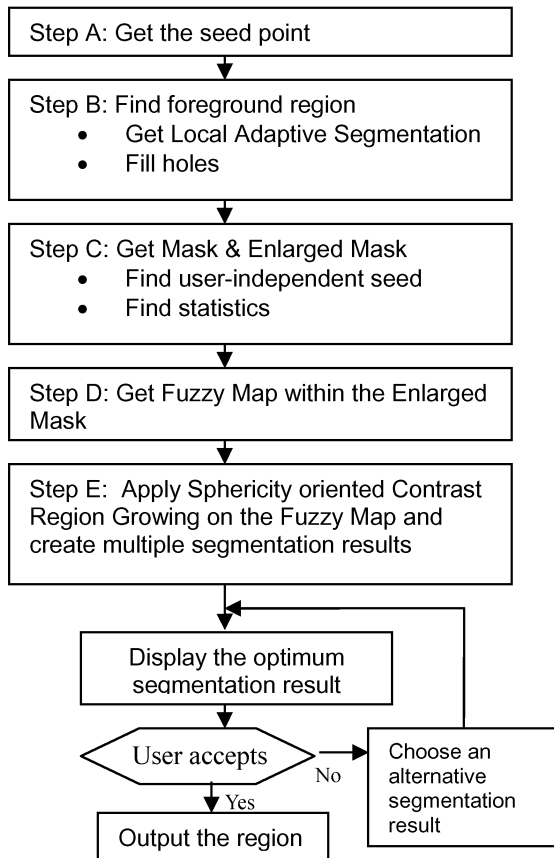 Step A: Get the seed point
Step B: Find foreground region
• Get Local Adaptive Segmentation
• Fill holes
Step C: Get Mask & Enlarged Mask
• Find user-independent seed
• Find statistics
Step D: Get Fuzzy Map within the Enlarged
Mask
Step E:  Apply Sphericity oriented Contrast
Region Growing on the Fuzzy Map and
create multiple segmentation results
Display the optimum
segmentation result
User accepts
No
Choose an
alternative
segmentation
result
Yes
Output the region